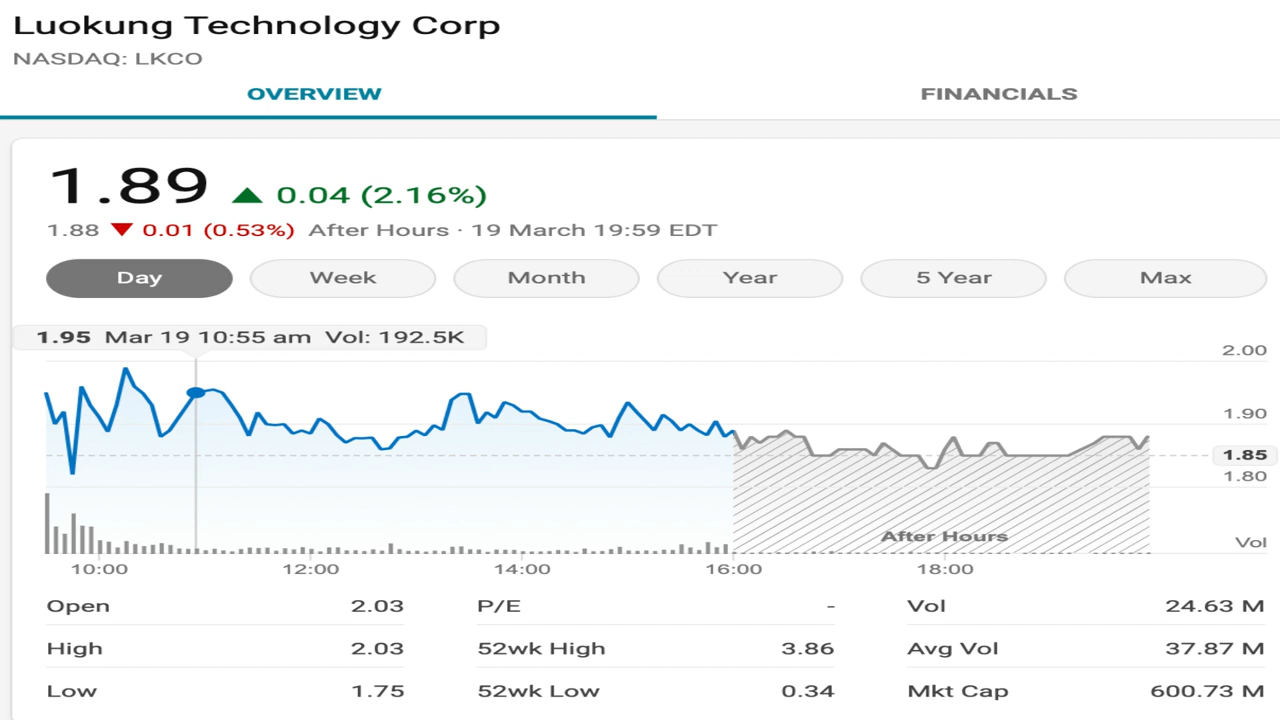 Luokung Technology Corp
NASDAQ: LKCO
OVERVIEW FINANCIALS
1.89 ▲ 0.04 (2.16%)
1.88 ▼ 0.01 (0.53%) After Hours · 19 March 19:59 EDT
Day Week Month Year 5 Year Max
1.95 Mar 19 10:55 am Vol: 192.5K
2.00
1.90
1.85
1.80
After Hours
Vol
10:00 12:00 14:00 16:00 18:00
Open 2.03 P/E - Vol 24.63 M
High 2.03 52wk High 3.86 Avg Vol 37.87 M
Low 1.75 52wk Low 0.34 Mkt Cap 600.73 M